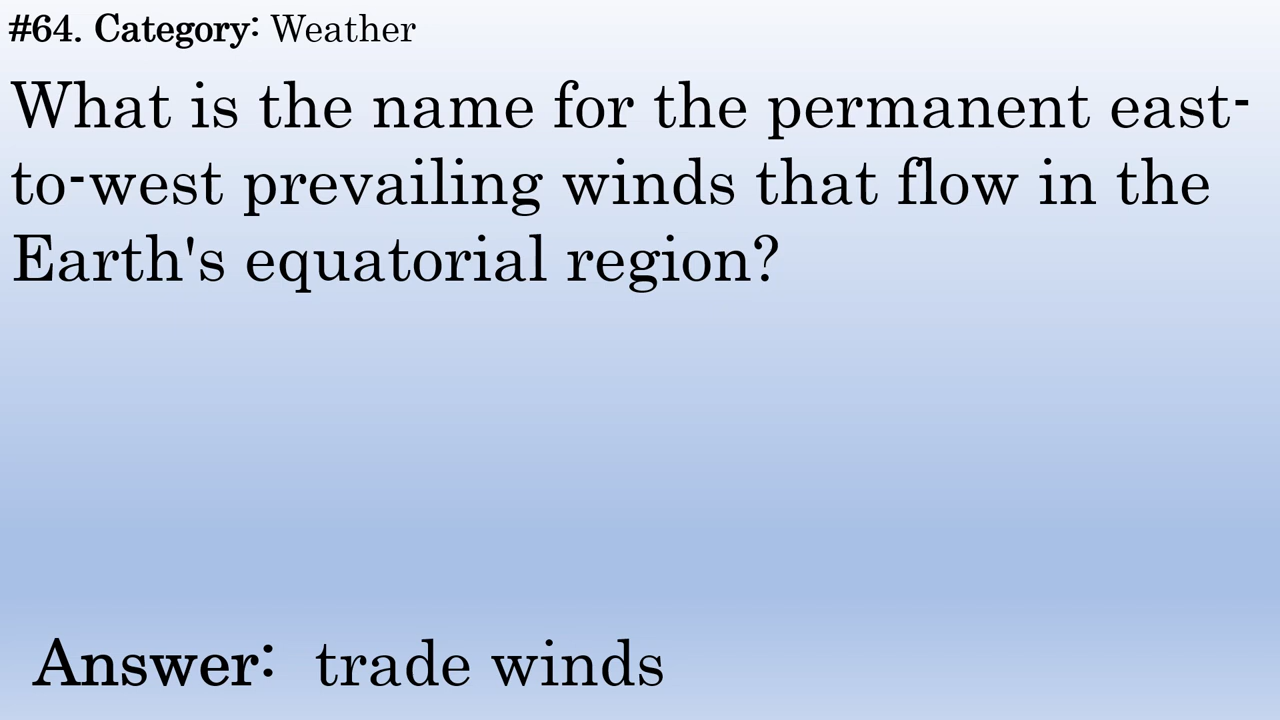 #64. Category: Weather
What is the name for the permanent east-
to-west prevailing winds that flow in the
Earth's equatorial region?
Answer: trade winds